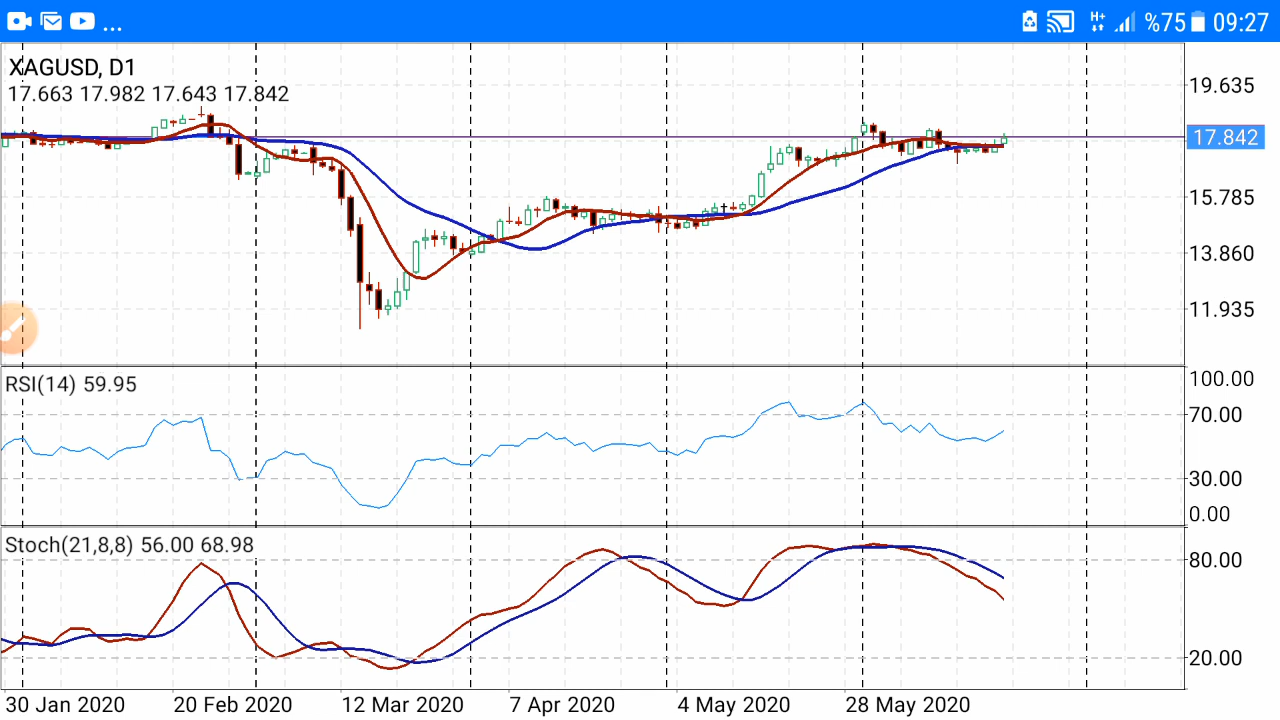 ... %75 09:27
XAGUSD, D1
17.663 17.982 17.643 17.842
19.635
17.842
15.785
13.860
11.935
RSI(14) 59.95
100.00
70.00
30.00
0.00
Stoch(21,8,8) 56.00 68.98
80.00
20.00
30 Jan 2020 20 Feb 2020 12 Mar 2020 7 Apr 2020 4 May 2020 28 May 2020